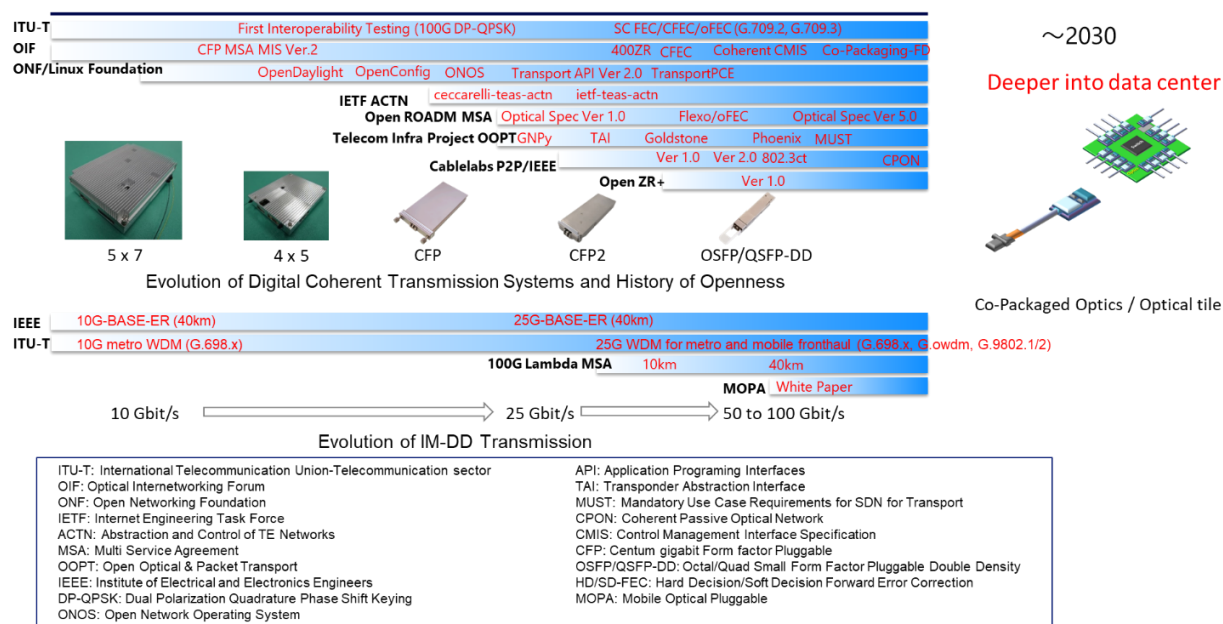 ITU-T First Interoperability Testing (100G DP-QPSK) SC FEC/CFEC/oFEC (G.709.2, G.709.3)
OIF CFP MSA MIS Ver.2 400ZR CFEC Coherent CMIS Co-Packaging-FD
ONF/Linux Foundation OpenDaylight OpenConfig ONOS Transport API Ver 2.0 TransportPCE
IETF ACTN ceccarelli-teas-actn ietf-teas-actn
Open ROADM MSA Optical Spec Ver 1.0 Flexo/oFEC Optical Spec Ver 5.0
Telecom Infra Project OOPT GNPy TAI Goldstone Phoenix MUST
Cablelabs P2P/IEEE Ver 1.0 Ver 2.0 802.3ct CPON
Open ZR+ Ver 1.0
5 x 7 4 x 5 CFP CFP2 OSFP/QSFP-DD
Evolution of Digital Coherent Transmission Systems and History of Openness
~2030
Deeper into data center
Co-Packaged Optics / Optical tile
IEEE 10G-BASE-ER (40km) 25G-BASE-ER (40km)
ITU-T 10G metro WDM (G.698.x) 25G WDM for metro and mobile fronthaul (G.698.x, G.owdm, G.9802.1/2)
100G Lambda MSA 10km 40km
MOPA White Paper
10 Gbit/s 25 Gbit/s 50 to 100 Gbit/s
Evolution of IM-DD Transmission
ITU-T: International Telecommunication Union-Telecommunication sector
OIF: Optical Internetworking Forum
ONF: Open Networking Foundation
IETF: Internet Engineering Task Force
ACTN: Abstraction and Control of TE Networks
MSA: Multi Service Agreement
OOPT: Open Optical & Packet Transport
IEEE: Institute of Electrical and Electronics Engineers
DP-QPSK: Dual Polarization Quadrature Phase Shift Keying
ONOS: Open Network Operating System
API: Application Programing Interfaces
TAI: Transponder Abstraction Interface
MUST: Mandatory Use Case Requirements for SDN for Transport
CPON: Coherent Passive Optical Network
CMIS: Control Management Interface Specification
CFP: Centum gigabit Form factor Pluggable
OSFP/QSFP-DD: Octal/Quad Small Form Factor Pluggable Double Density
HD/SD-FEC: Hard Decision/Soft Decision Forward Error Correction
MOPA: Mobile Optical Pluggable